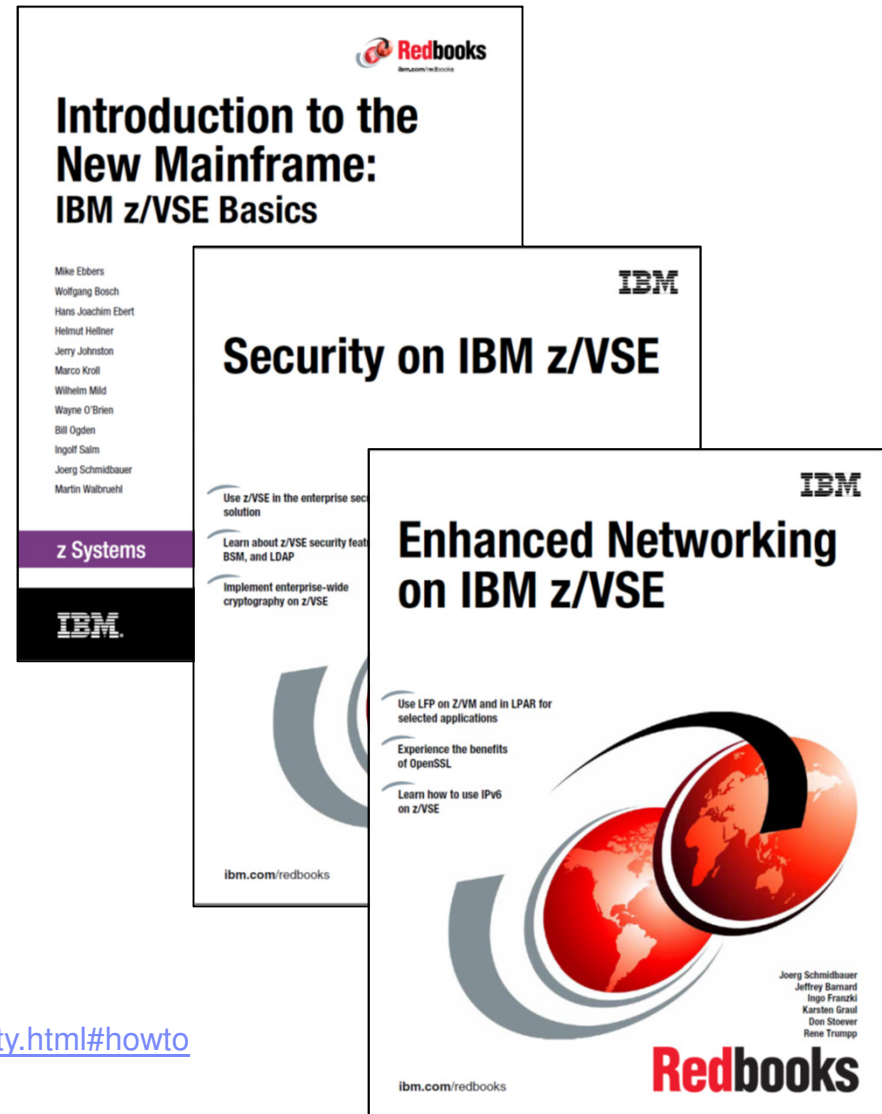 Redbooks
ibm.com/redbooks
Introduction to the
New Mainframe:
IBM z/VSE Basics
Mike Ebbers
Wolfgang Bosch
Hans Joachim Ebert
Helmut Hellner
Jerry Johnston
Marco Kroll
Wilhelm Mild
Wayne O'Brien
Bill Ogden
Ingolf Salm
Joerg Schmidbauer
Martin Walbruehl
z Systems
IBM.
IBM
Security on IBM z/VSE
Use z/VSE in the enterprise sec
solution
Learn about z/VSE security feat
BSM, and LDAP
Implement enterprise-wide
cryptography on z/VSE
ibm.com/redbooks
IBM
Enhanced Networking
on IBM z/VSE
Use LFP on Z/VM and in LPAR for
selected applications
Experience the benefits
of OpenSSL
Learn how to use IPv6
on z/VSE
Joerg Schmidbauer
Jeffrey Barnard
Ingo Franzki
Karsten Graul
Don Stoever
Rene Trumpp
ibm.com/redbooks
Redbooks
ty.html#howto